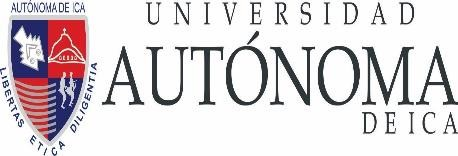 AUTÓNOMA DE ICA
LIBERTAS ETICA DILIGENTIA
UNIVERSIDAD
AUTÓNOMA
DE ICA